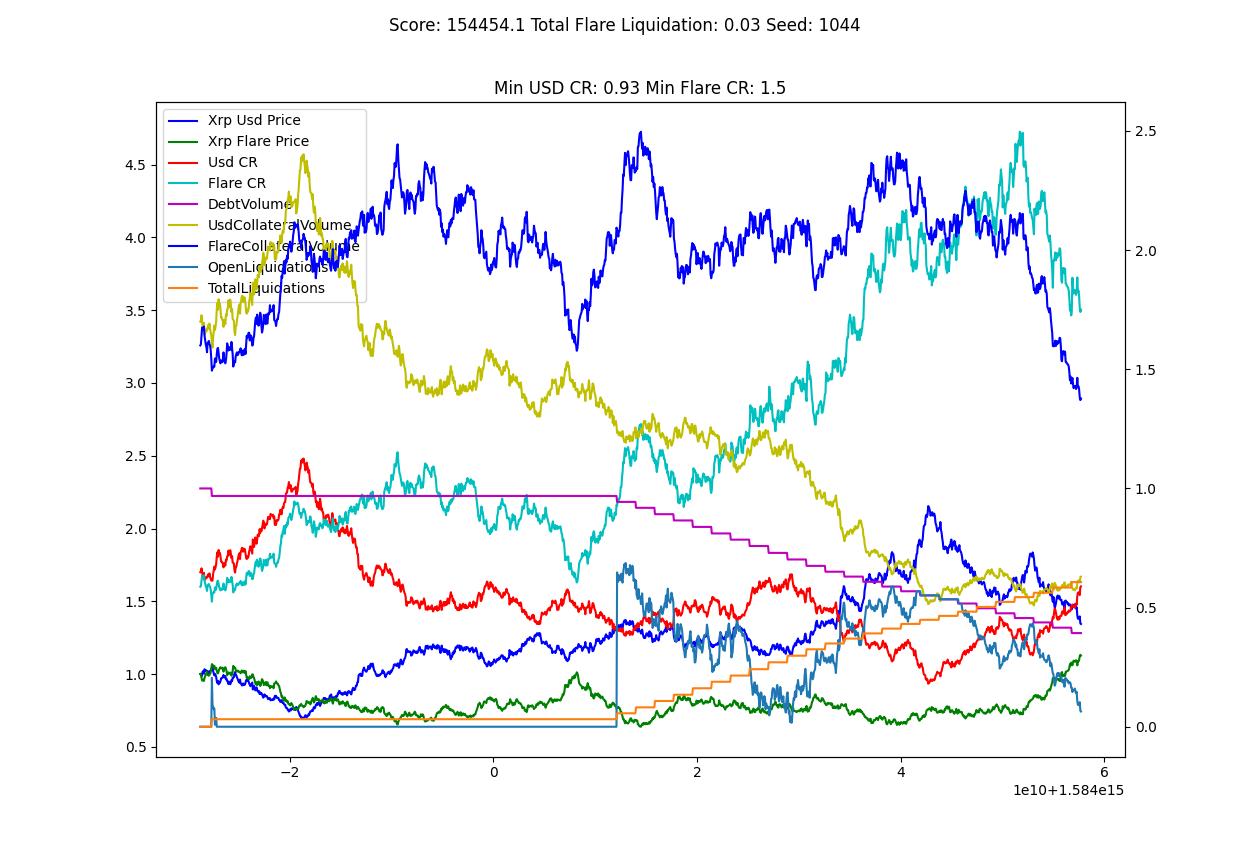 Score: 154454.1 Total Flare Liquidation: 0.03 Seed: 1044
Min USD CR: 0.93 Min Flare CR: 1.5
Xrp Usd Price
Xrp Flare Price
Usd CR
Flare CR
DebtVolume
UsdCollateralVolume
FlareCollateralVolume
OpenLiquidations
TotalLiquidations
4.5
4.0
3.5
3.0
2.5
2.0
1.5
1.0
0.5
2.5
2.0
1.5
1.0
0.5
0.0
−2 0 2 4 6
1e10+1.584e15